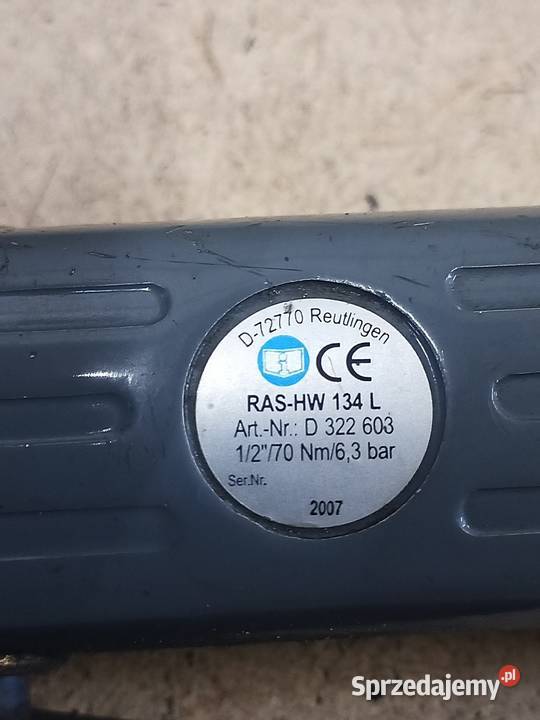 D-72770 Reutlingen
CE
RAS-HW 134 L
Art.-Nr.: D 322 603
1/2"/70 Nm/6,3 bar
Ser.Nr.
2007
Sprzedajemy.pl